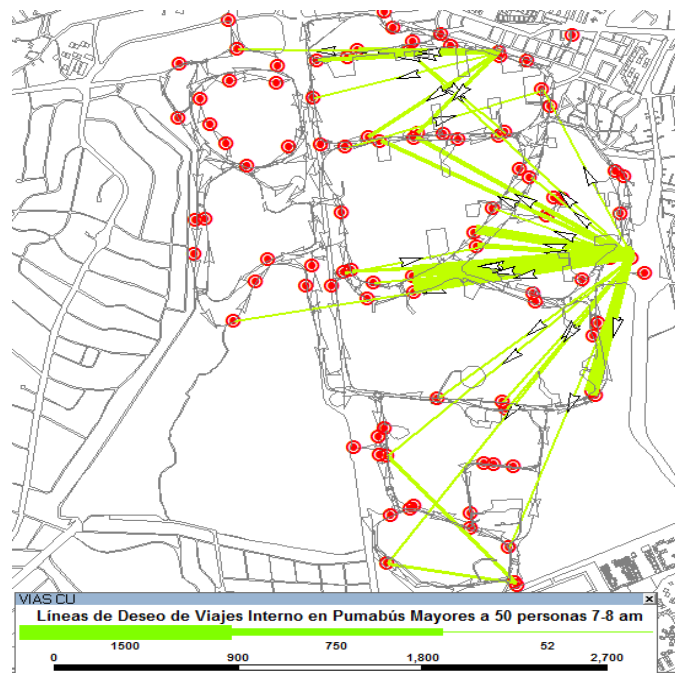 VIAS CU
Líneas de Deseo de Viajes Interno en Pumabús Mayores a 50 personas 7-8 am
1500 750 52
0 900 1,800 2,700